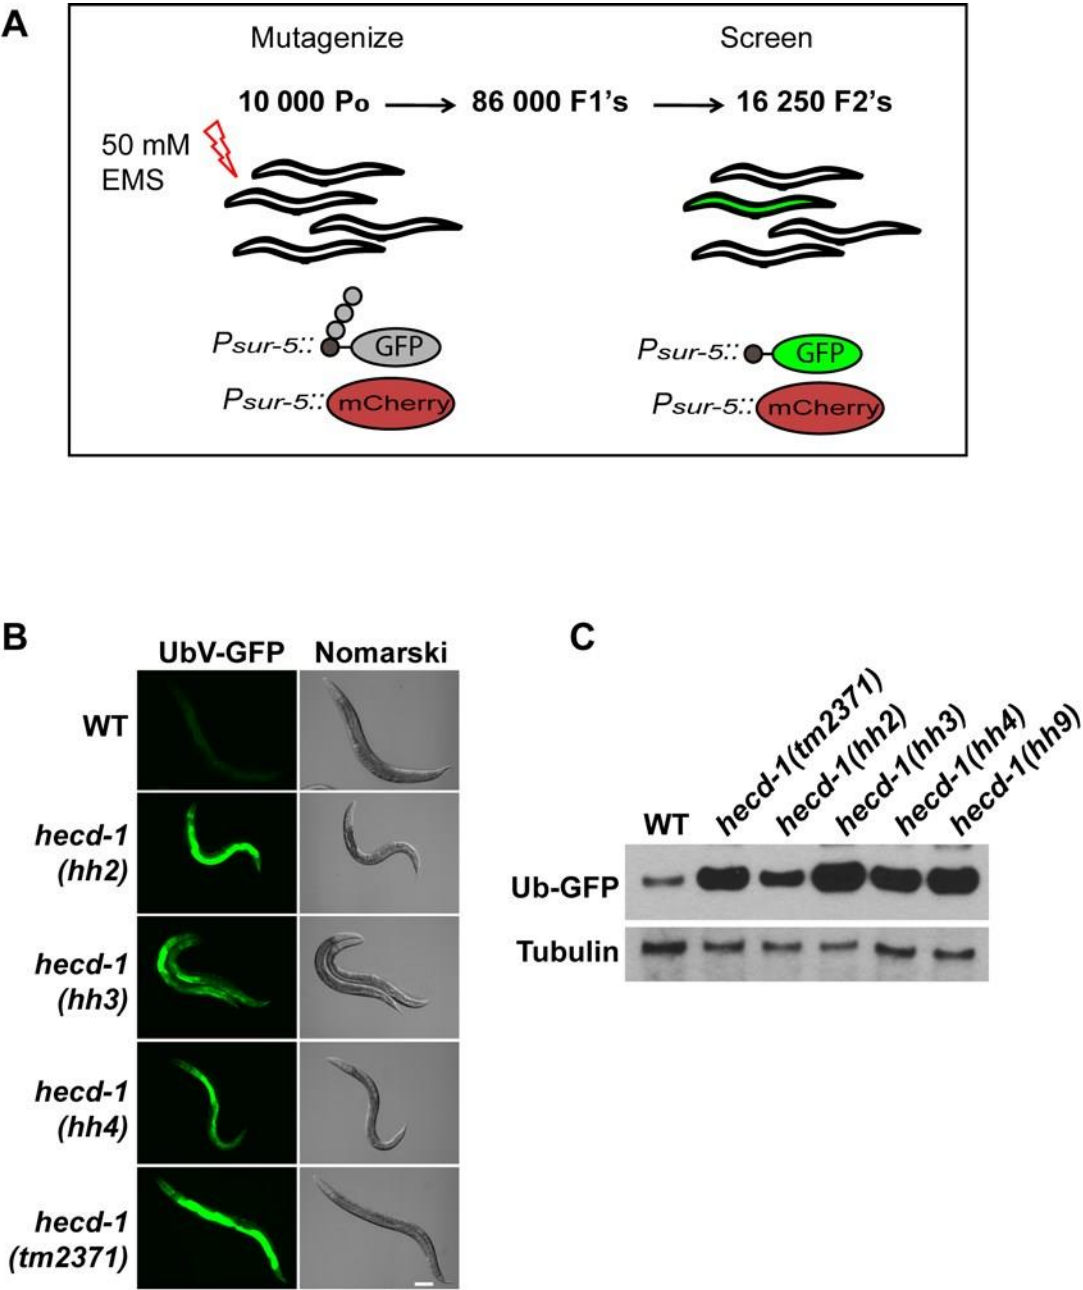 A
Mutagenize
Screen
10 000 Po
86 000 F1's
16 250 F2's
50 mM
EMS
Psur-5::
GFP
Psur-5::
mCherry
Psur-5::
GFP
Psur-5::
mCherry
B
UbV-GFP
Nomarski
WT
hecd-1
(hh2)
hecd-1
(hh3)
hecd-1
(hh4)
hecd-1
(tm2371)
C
WT
hecd-1(tm2371)
hecd-1(hh2)
hecd-1(hh3)
hecd-1(hh4)
hecd-1(hh9)
Ub-GFP
Tubulin